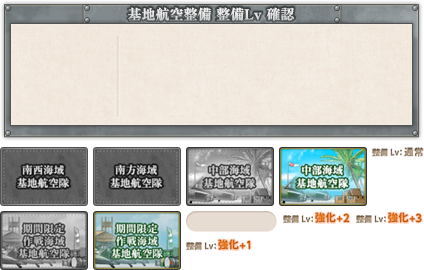 基地航空整備 整備Lv 確認
南西海域
基地航空隊
南方海域
基地航空隊
中部海域
基地航空隊
中部海域
基地航空隊
整備 Lv: 通常
期間限定
作戦海域
基地航空隊
期間限定
作戦海域
基地航空隊
整備 Lv: 強化+2
整備 Lv: 強化+3
整備 Lv: 強化+1